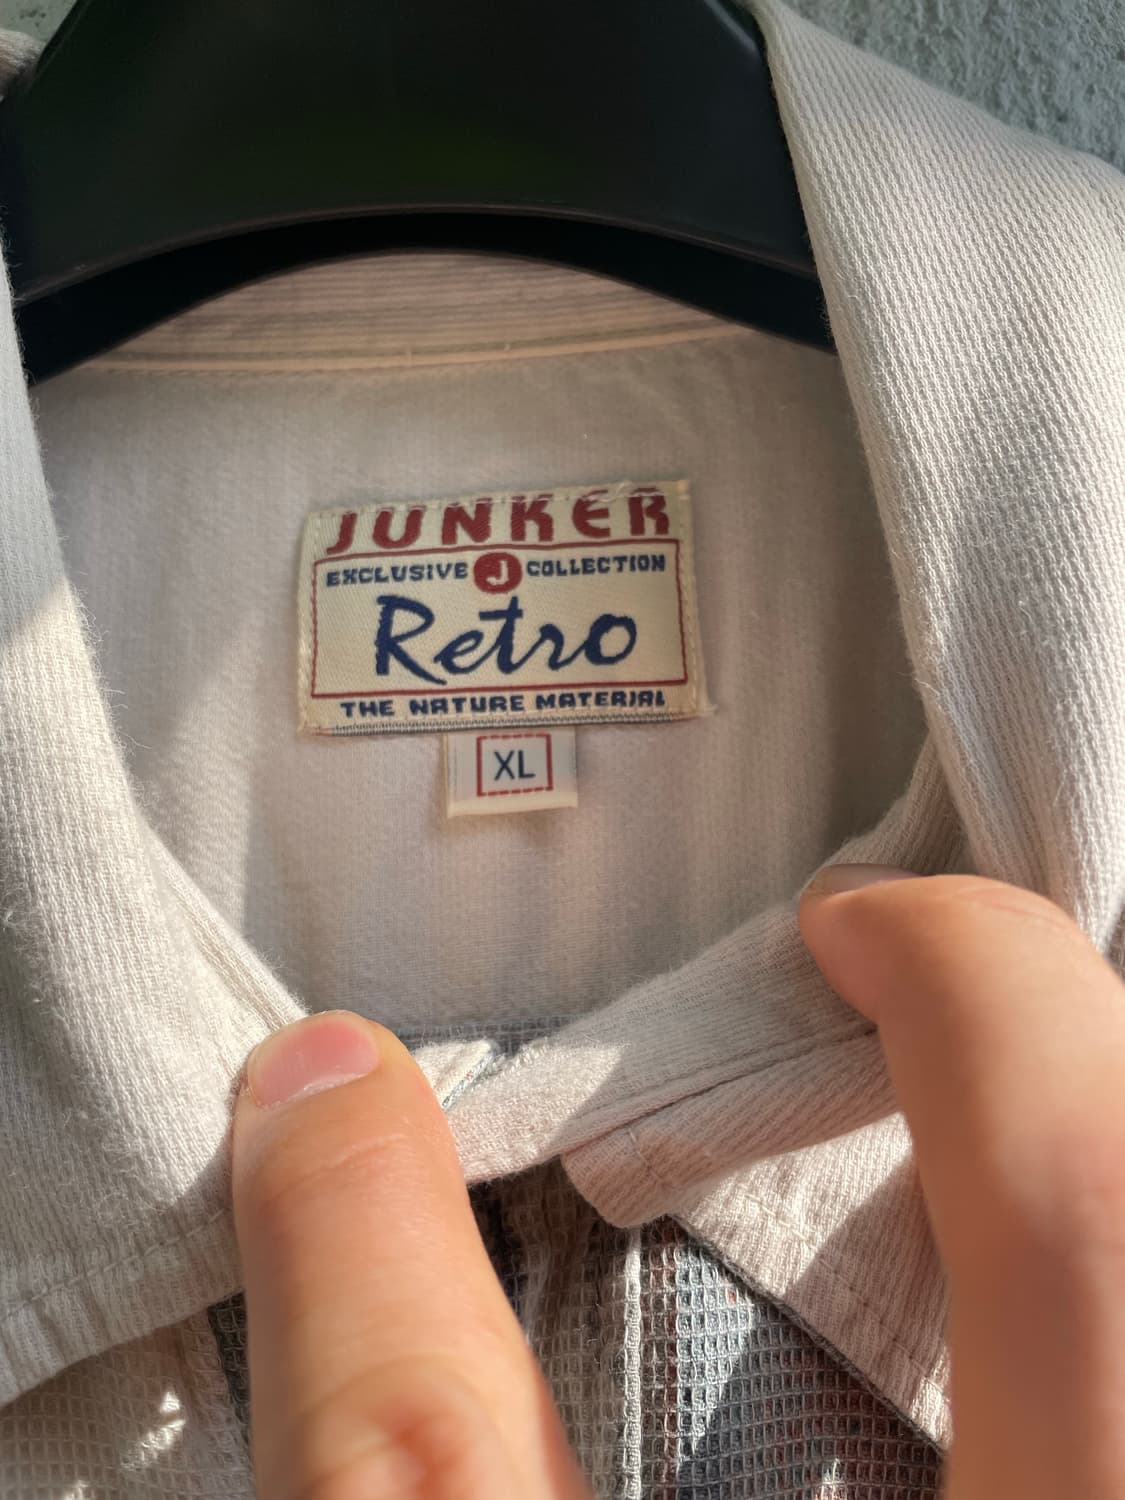 JUNKER
EXCLUSIVE J COLLECTION
Retro
THE NATURE MATERIAL
XL